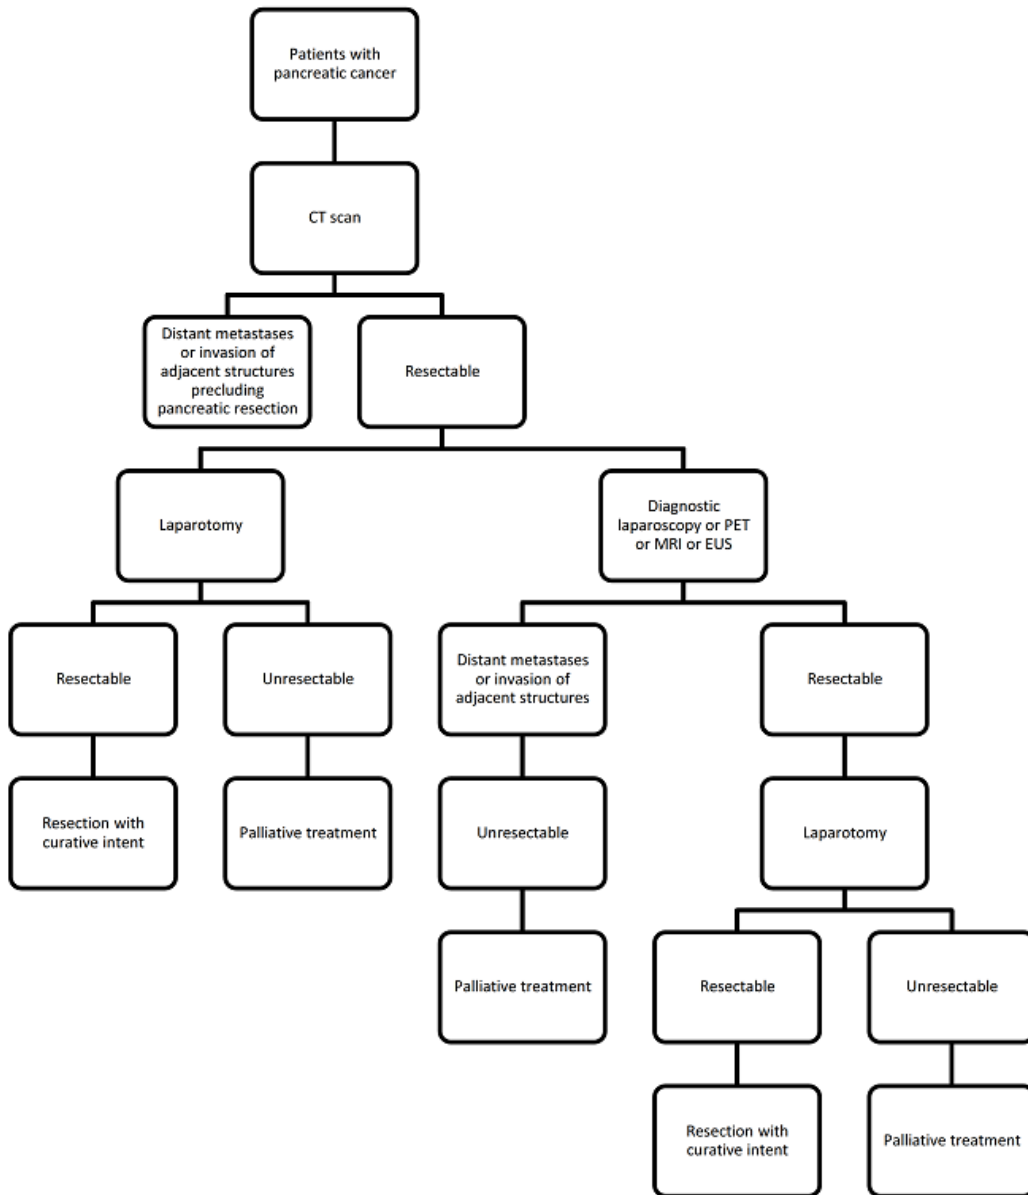 Patients with
pancreatic cancer
CT scan
Distant metastases
or invasion of
adjacent structures
precluding
pancreatic resection
Resectable
Laparotomy
Diagnostic
laparoscopy or PET
or MRI or EUS
Resectable
Unresectable
Distant metastases
or invasion of
adjacent structures
Resectable
Resection with
curative intent
Palliative treatment
Unresectable
Laparotomy
Palliative treatment
Resectable
Unresectable
Resection with
curative intent
Palliative treatment